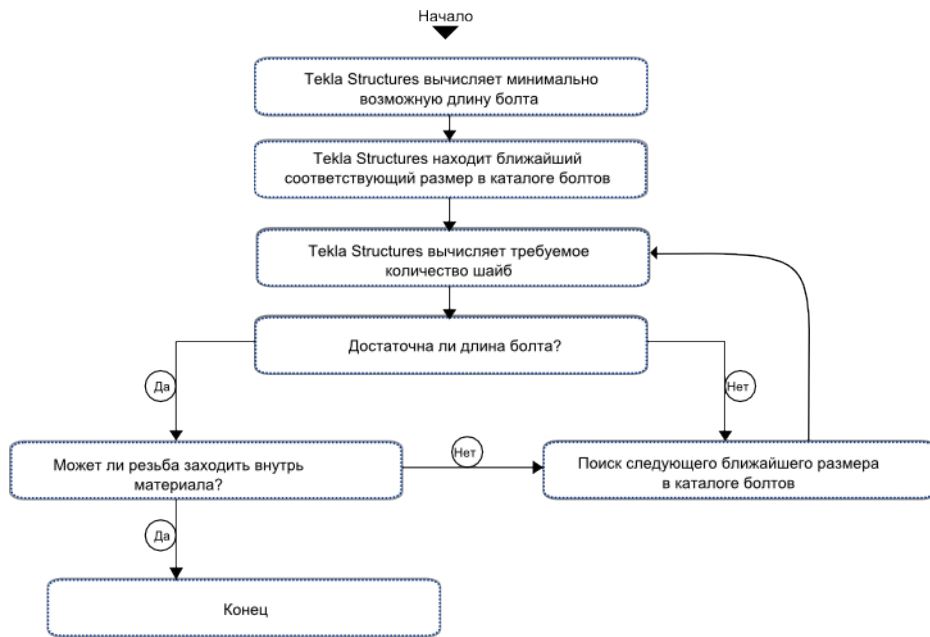 Начало
Tekla Structures вычисляет минимально
возможную длину болта
Tekla Structures находит ближайший
соответствующий размер в каталоге болтов
Tekla Structures вычисляет требуемое
количество шайб
Достаточна ли длина болта?
Да
Нет
Может ли резьба заходить внутрь
материала?
Нет
Поиск следующего ближайшего размера
в каталоге болтов
Да
Конец